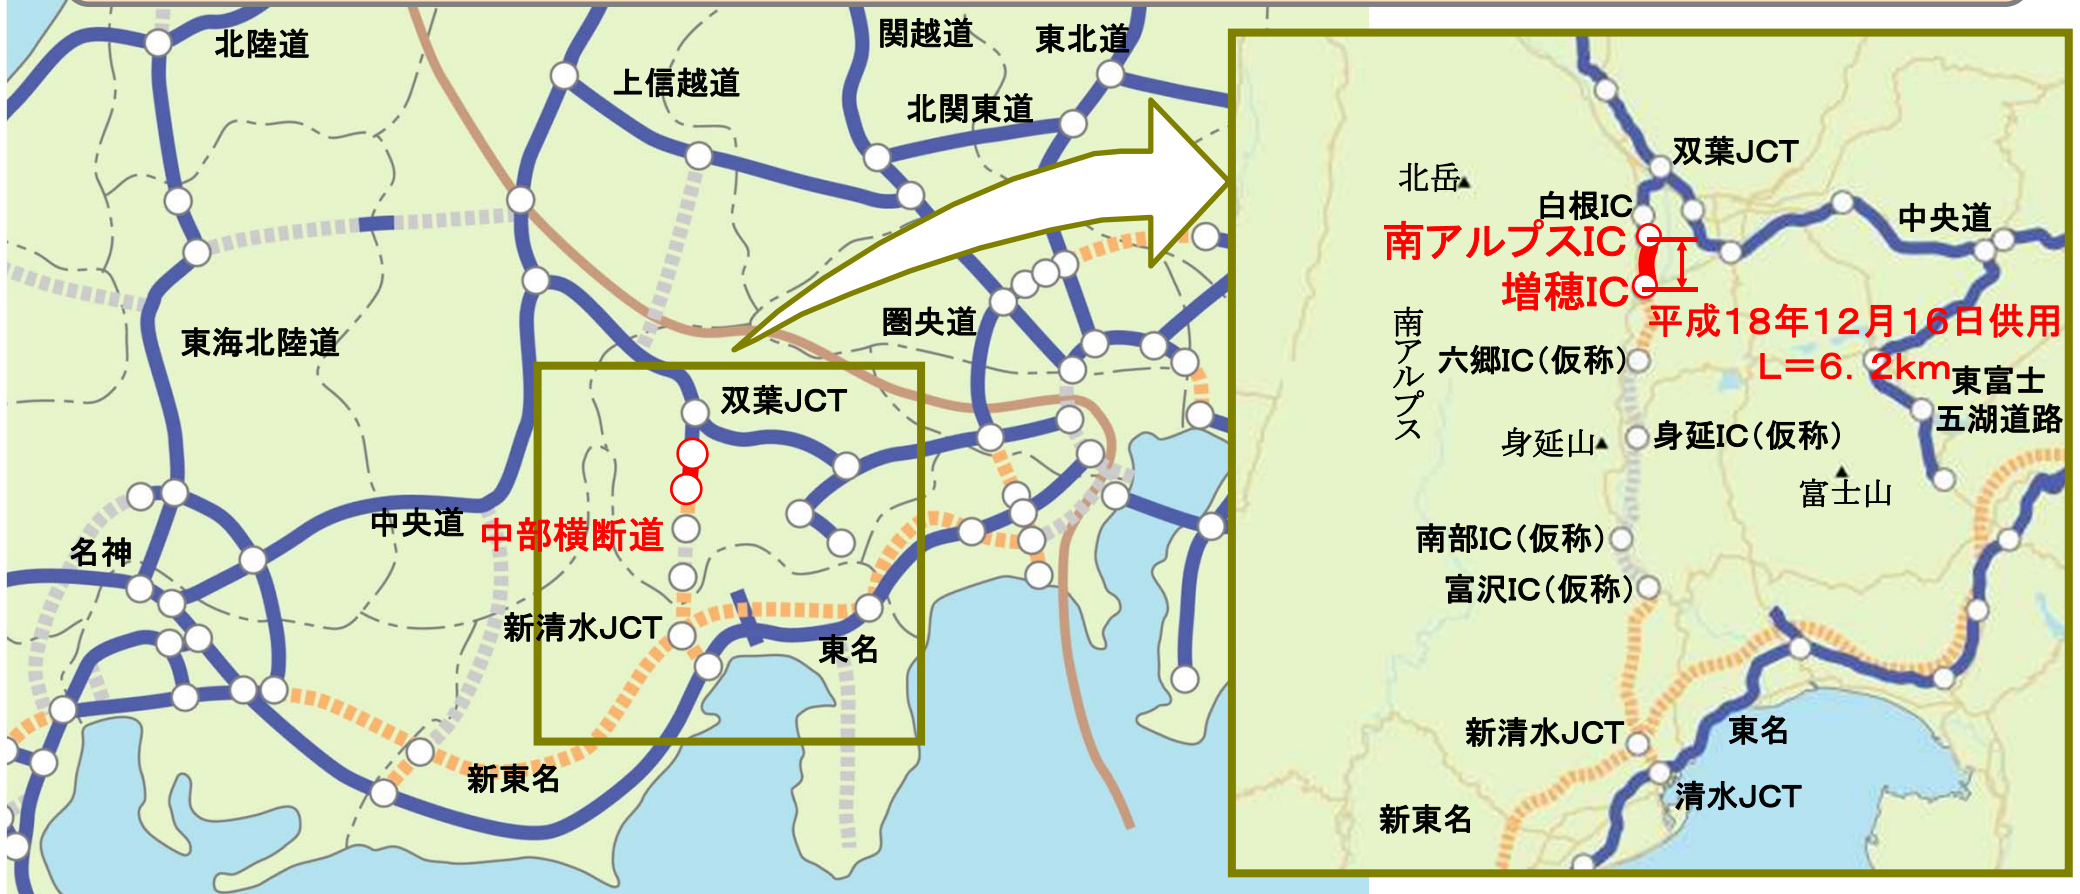 北陸道
上信越道
関越道
東北道
北関東道
東海北陸道
圏央道
双葉JCT
中央道
中部横断道
名神
新清水JCT
東名
新東名
双葉JCT
北岳▲
白根IC
中央道
南アルプスIC
増穂IC
平成18年12月16日供用
L=6.2km
南アルプス
六郷IC(仮称)
東富士
五湖道路
身延山▲
身延IC(仮称)
▲
富士山
南部IC(仮称)
富沢IC(仮称)
新清水JCT
東名
清水JCT
新東名